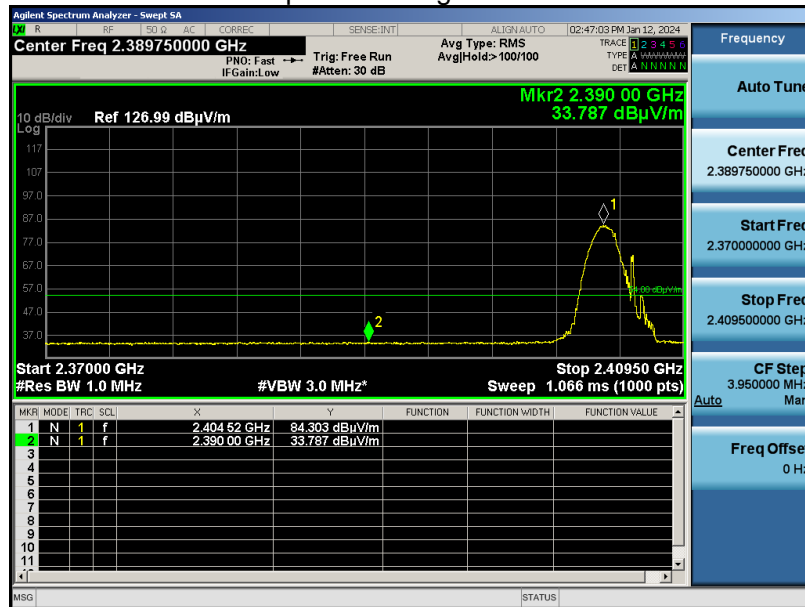 Agilent Spectrum Analyzer - Swept SA
LXI R RF 50 Ω AC CORREC SENSE:INT ALIGN AUTO 02:47:03 PM Jan 12, 2024
Center Freq 2.389750000 GHz
PNO: Fast
IFGain:Low
Trig: Free Run
#Atten: 30 dB
Avg Type: RMS
Avg|Hold:>100/100
TRACE 1 2 3 4 5 6
TYPE A WWWWW
DET A N N N N N
Mkr2 2.390 00 GHz
33.787 dBµV/m
10 dB/div Ref 126.99 dBµV/m
Log
117
107
97.0
87.0
77.0
67.0
57.0
47.0
37.0
1
2
Start 2.37000 GHz Stop 2.40950 GHz
#Res BW 1.0 MHz #VBW 3.0 MHz* Sweep 1.066 ms (1000 pts)
MKR MODE TRC SCL X Y FUNCTION FUNCTION WIDTH FUNCTION VALUE
1 N 1 f 2.404 52 GHz 84.303 dBµV/m
2 N 1 f 2.390 00 GHz 33.787 dBµV/m
3
4
5
6
7
8
9
10
11
MSG STATUS
Frequency
Auto Tune
Center Freq
2.389750000 GHz
Start Freq
2.370000000 GHz
Stop Freq
2.409500000 GHz
CF Step
3.950000 MHz
Auto Man
Freq Offset
0 Hz